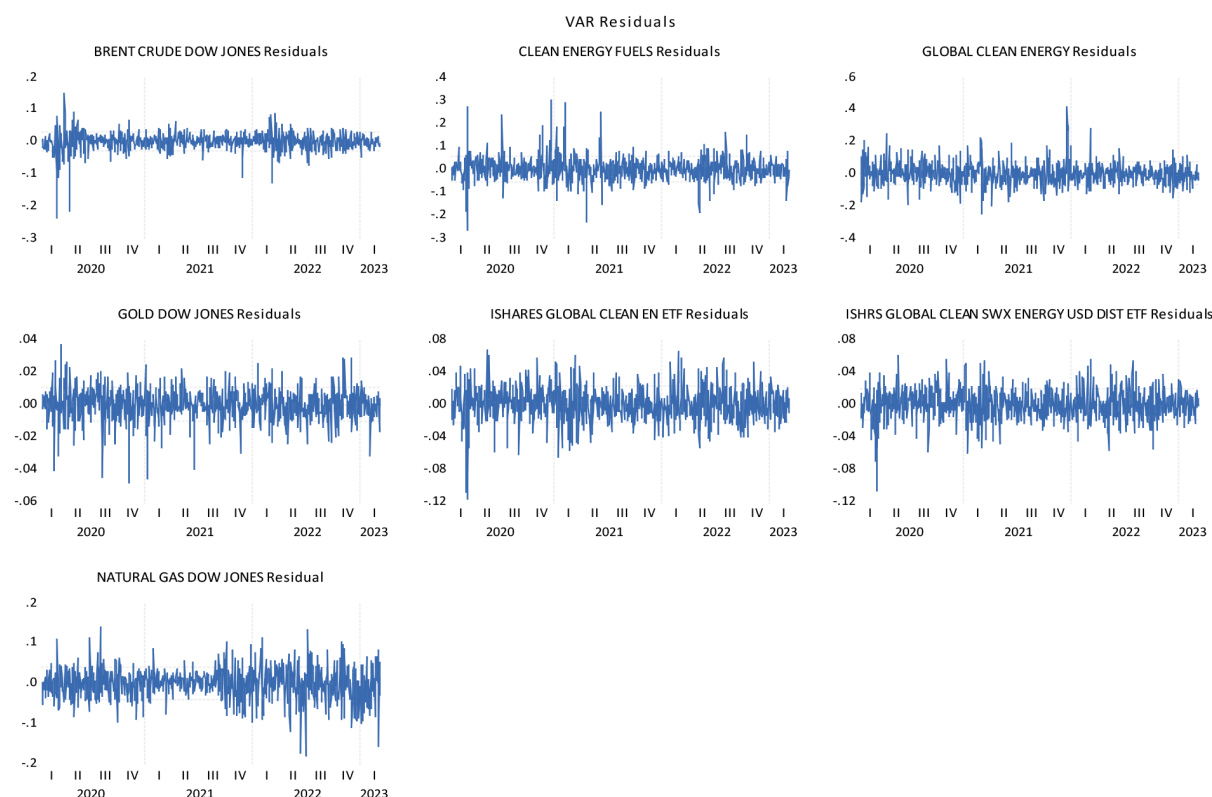 VAR Residuals
BRENT CRUDE DOW JONES Residuals
.2
.1
.0
-.1
-.2
-.3
I II III IV I II III IV I II III IV I
2020 2021 2022 2023
CLEAN ENERGY FUELS Residuals
.4
.3
.2
.1
.0
-.1
-.2
-.3
I II III IV I II III IV I II III IV I
2020 2021 2022 2023
GLOBAL CLEAN ENERGY Residuals
.6
.4
.2
.0
-.2
-.4
I II III IV I II III IV I II III IV I
2020 2021 2022 2023
GOLD DOW JONES Residuals
.04
.02
.00
-.02
-.04
-.06
I II III IV I II III IV I II III IV I
2020 2021 2022 2023
ISHARES GLOBAL CLEAN EN ETF Residuals
.08
.04
.00
-.04
-.08
-.12
I II III IV I II III IV I II III IV I
2020 2021 2022 2023
ISHRS GLOBAL CLEAN SWX ENERGY USD DIST ETF Residuals
.08
.04
.00
-.04
-.08
-.12
I II III IV I II III IV I II III IV I
2020 2021 2022 2023
NATURAL GAS DOW JONES Residual
.2
.1
.0
-.1
-.2
I II III IV I II III IV I II III IV I
2020 2021 2022 2023